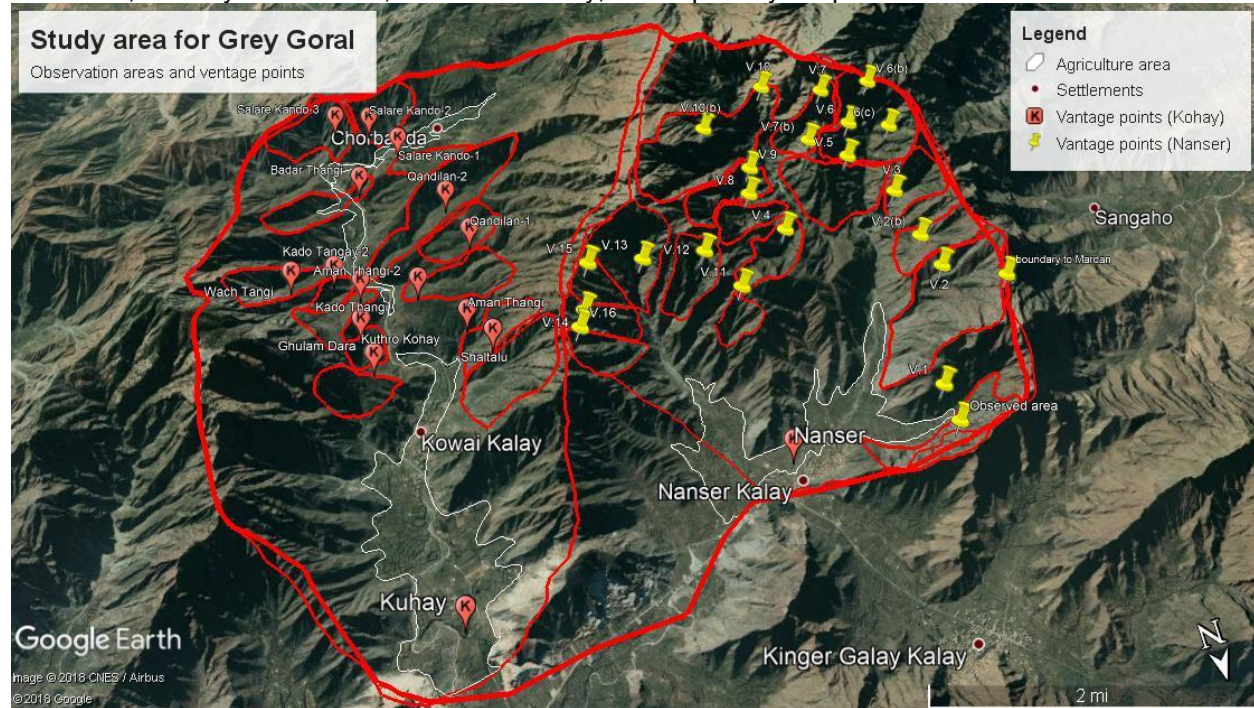 Study area for Grey Goral
Observation areas and ventage points
Legend
Agriculture area
Settlements
K Vantage points (Kohay)
Vantage points (Nanser)
Salare Kando-3
Salare Kando-2
Chorbanda
Salare Kando-1
Badar Thangi
Qandilan-2
Qandilan-1
Kado Tangay-2
Aman Thangi-2
Wach Tangi
Kado Thangi
Aman Thangi
Ghulam Dara
Kuthro Kohay
Shaltalu
Kowai Kalay
Kuhay
V.10
V.7
V.6(b)
V.10(b)
V.6
6(c)
V.7(b)
V.5
V.9
V.8
V.3
V.4
V.2(b)
Sangaho
V.15
V.13
V.12
V.11
boundary to Mardan
V.2
V.14
V.16
V.1
Observed area
Nanser
Nanser Kalay
Kinger Galay Kalay
Google Earth
Image © 2018 CNES / Airbus
© 2018 Google
N
2 mi